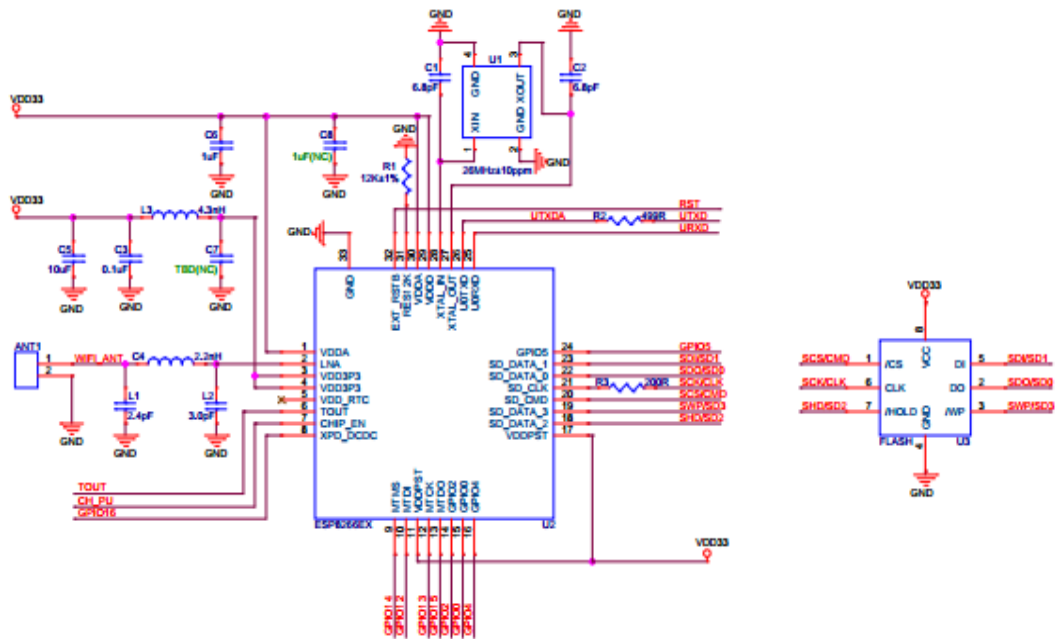 GND
GND
C1
6.8pF
4
3
U1
GND
XOUT
XIN
GND
1
2
C2
6.8pF
GND
26MHz±10ppm
VDD33
C6
1uF
GND
C8
1uF(NC)
GND
GND
R1
12K±1%
VDD33
L3
4.3nH
C5
10uF
GND
C3
0.1uF
GND
C7
TBD(NC)
GND
RST
UTXDA
R2
499R
UTXD
URXD
GND
33
32
31
30
29
28
27
26
25
GND
EXT_RSTB
RES12K
VDDA
VDDD
XTAL_IN
XTAL_OUT
U0TXD
U0RXD
ANT1
1
2
WIFI_ANT
C4
2.2nH
L1
2.4pF
L2
3.0pF
GND
GND
GND
1
VDDA
2
LNA
3
VDD3P3
4
VDD3P3
5
VDD_RTC
6
TOUT
7
CHIP_EN
8
XPD_DCDC
GPIO5
24
GPIO5
SD_DATA_1
23
SDI/SD1
SD_DATA_0
22
SDO/SD0
SD_CLK
21
R3
200R
SCK/CLK
SD_CMD
20
SCS/CMD
SD_DATA_3
19
SWP/SD3
SD_DATA_2
18
SHD/SD2
VDDPST
17
TOUT
CH_PU
GPIO16
MTMS
MTDI
VDDPST
MTCK
MTDO
GPIO2
GPIO0
GPIO4
ESP8266EX
U2
9
10
11
12
13
14
15
16
GPIO14
GPIO12
GPIO13
GPIO15
GPIO2
GPIO0
GPIO4
VDD33
VDD33
8
VCC
SCS/CMD
1
/CS
DI
5
SDI/SD1
SCK/CLK
6
CLK
DO
2
SDO/SD0
SHD/SD2
7
/HOLD
/WP
3
SWP/SD3
GND
FLASH
4
U3
GND